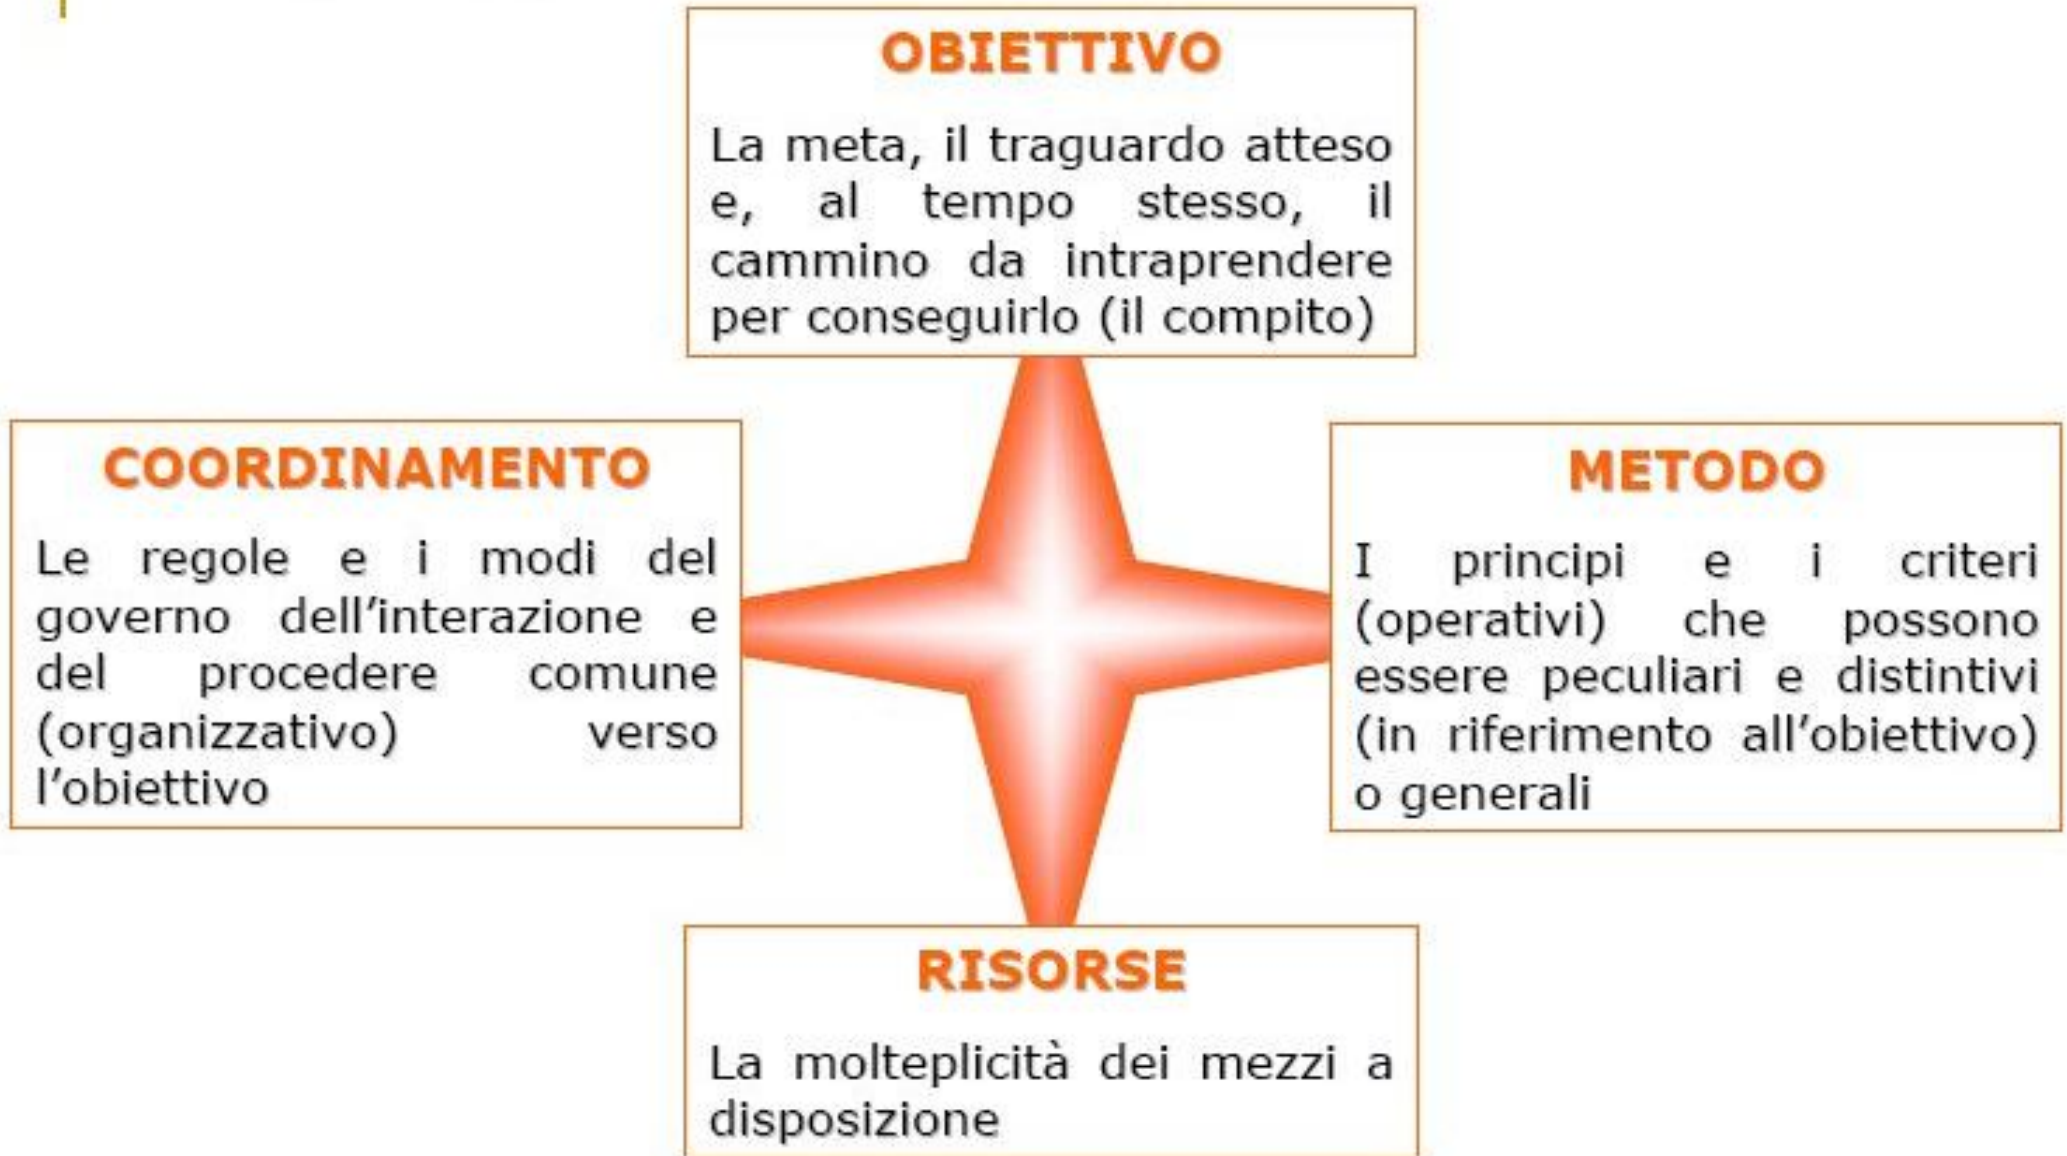 OBIETTIVO
La meta, il traguardo atteso
e, al tempo stesso, il
cammino da intraprendere
per conseguirlo (il compito)
COORDINAMENTO
Le regole e i modi del
governo dell'interazione e
del procedere comune
(organizzativo) verso
l'obiettivo
METODO
I principi e i criteri
(operativi) che possono
essere peculiari e distintivi
(in riferimento all'obiettivo)
o generali
RISORSE
La molteplicità dei mezzi a
disposizione